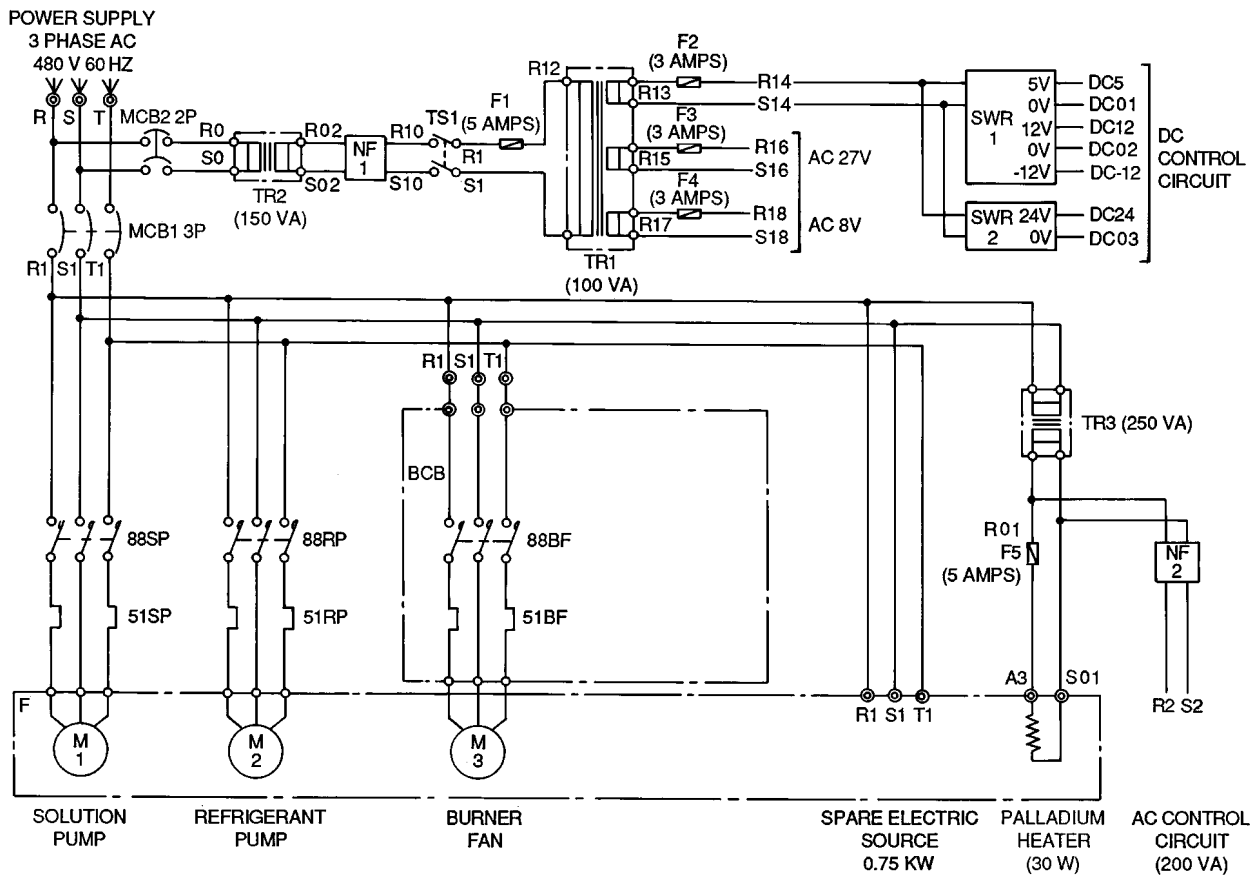 POWER SUPPLY
3 PHASE AC
480 V 60 HZ
R S T
MCB2 2P
R0
S0
TR2
(150 VA)
R02
S02
NF
1
R10
S10
TS1
R1
S1
F1
(5 AMPS)
R12
TR1
(100 VA)
F2
(3 AMPS)
R13
R14
S14
F3
(3 AMPS)
R15
R16
S16
AC 27V
F4
(3 AMPS)
R17
R18
S18
AC 8V
SWR
1
5V
0V
12V
0V
-12V
DC5
DC01
DC12
DC02
DC-12
SWR
2
24V
0V
DC24
DC03
DC
CONTROL
CIRCUIT
MCB1 3P
R1 S1 T1
R1 S1 T1
BCB
TR3 (250 VA)
88SP
88RP
88BF
51SP
51RP
51BF
R01
F5
(5 AMPS)
NF
2
F
M
1
M
2
M
3
R1 S1 T1
A3
S01
R2 S2
SOLUTION
PUMP
REFRIGERANT
PUMP
BURNER
FAN
SPARE ELECTRIC
SOURCE
0.75 KW
PALLADIUM
HEATER
(30 W)
AC CONTROL
CIRCUIT
(200 VA)